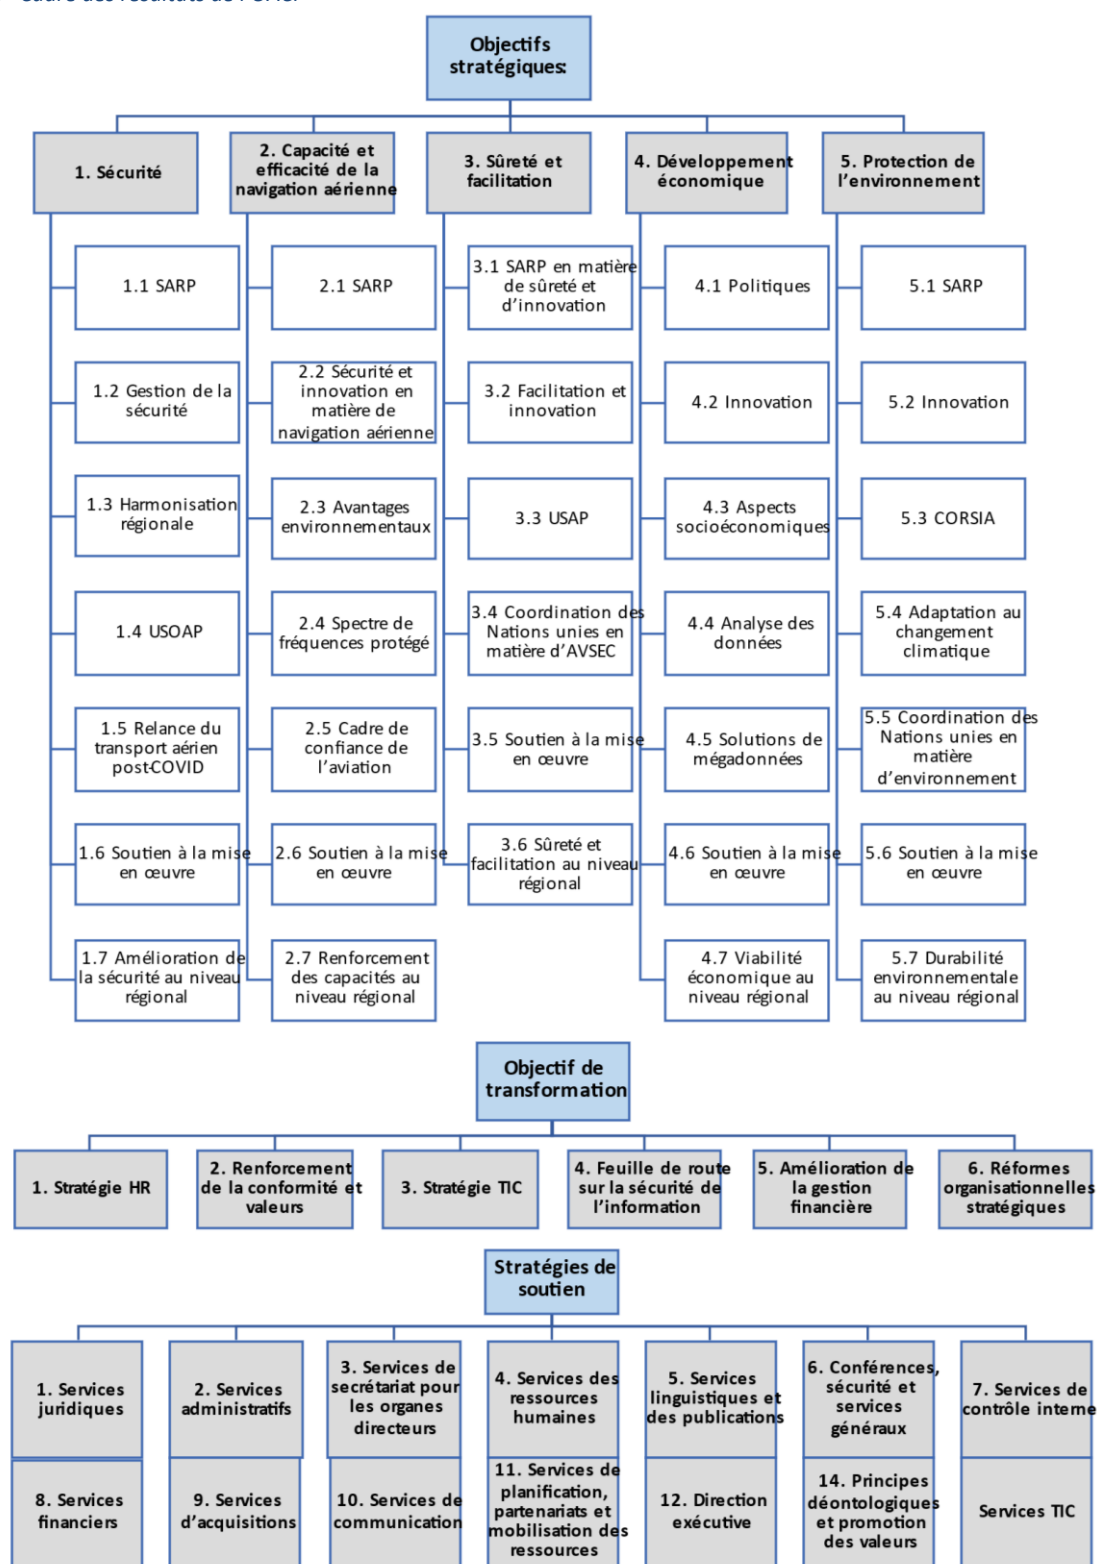 Cadre des résultats de l'OACI
Objectifs
stratégiques:
1. Sécurité
2. Capacité et
efficacité de la
navigation aérienne
3. Sûreté et
facilitation
4. Développement
économique
5. Protection de
l'environnement
1.1 SARP
2.1 SARP
3.1 SARP en matière
de sûreté et
d'innovation
4.1 Politiques
5.1 SARP
1.2 Gestion de la
sécurité
2.2 Sécurité et
innovation en
matière de
navigation aérienne
3.2 Facilitation et
innovation
4.2 Innovation
5.2 Innovation
1.3 Harmonisation
régionale
2.3 Avantages
environnementaux
3.3 USAP
4.3 Aspects
socioéconomiques
5.3 CORSIA
1.4 USOAP
2.4 Spectre de
fréquences protégé
3.4 Coordination des
Nations unies en
matière d'AVSEC
4.4 Analyse des
données
5.4 Adaptation au
changement
climatique
1.5 Relance du
transport aérien
post-COVID
2.5 Cadre de
confiance de
l'aviation
3.5 Soutien à la mise
en œuvre
4.5 Solutions de
mégadonnées
5.5 Coordination des
Nations unies en
matière
d'environnement
1.6 Soutien à la mise
en œuvre
2.6 Soutien à la mise
en œuvre
3.6 Sûreté et
facilitation au niveau
régional
4.6 Soutien à la mise
en œuvre
5.6 Soutien à la mise
en œuvre
1.7 Amélioration de
la sécurité au niveau
régional
2.7 Renforcement
des capacités au
niveau régional
4.7 Viabilité
économique au
niveau régional
5.7 Durabilité
environnementale
au niveau régional
Objectif de
transformation
1. Stratégie HR
2. Renforcement
de la conformité et
valeurs
3. Stratégie TIC
4. Feuille de route
sur la sécurité de
l'information
5. Amélioration de
la gestion
financière
6. Réformes
organisationnelles
stratégiques
Stratégies de
soutien
1. Services
juridiques
2. Services
administratifs
3. Services de
secrétariat pour
les organes
directeurs
4. Services des
ressources
humaines
5. Services
linguistiques et
des publications
6. Conférences,
sécurité et
services
généraux
7. Services de
contrôle interne
8. Services
financiers
9. Services
d'acquisitions
10. Services de
communication
11. Services de
planification,
partenariats et
mobilisation des
ressources
12. Direction
exécutive
14. Principes
déontologiques
et promotion
des valeurs
Services TIC